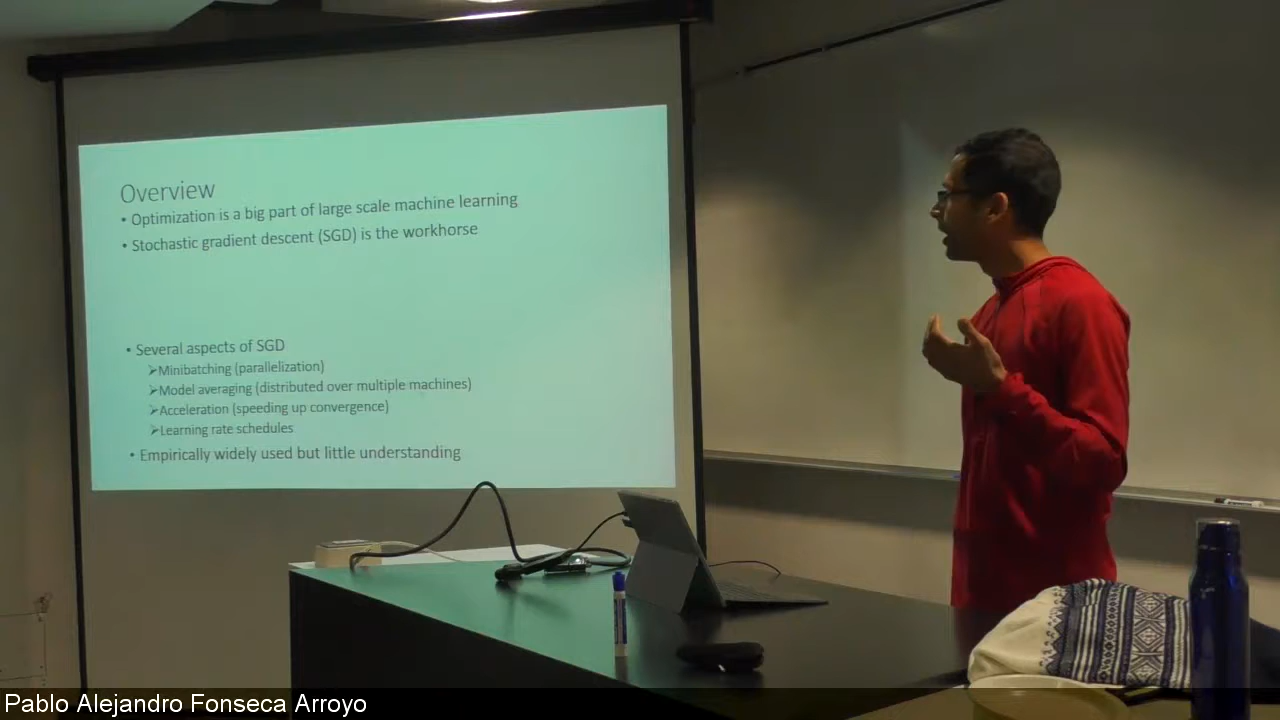 Overview
• Optimization is a big part of large scale machine learning
• Stochastic gradient descent (SGD) is the workhorse
• Several aspects of SGD
➢Minibatching (parallelization)
➢Model averaging (distributed over multiple machines)
➢Acceleration (speeding up convergence)
➢Learning rate schedules
• Empirically widely used but little understanding
Pablo Alejandro Fonseca Arroyo